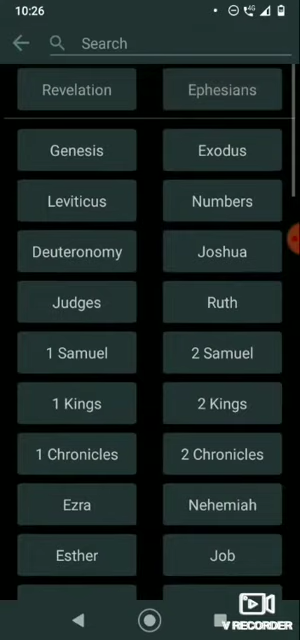 10:26
4G
Search
Revelation Ephesians
Genesis Exodus
Leviticus Numbers
Deuteronomy Joshua
Judges Ruth
1 Samuel 2 Samuel
1 Kings 2 Kings
1 Chronicles 2 Chronicles
Ezra Nehemiah
Esther Job
V RECORDER